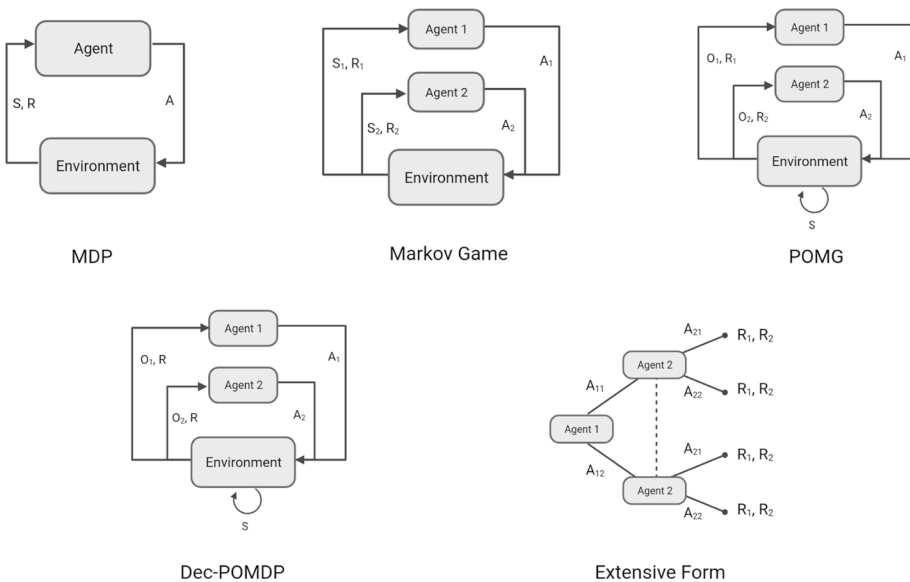 Agent
S, R
A
Environment
MDP
Agent 1
S₁, R₁
A₁
Agent 2
S₂, R₂
A₂
Environment
Markov Game
Agent 1
O₁, R₁
A₁
Agent 2
O₂, R₂
A₂
Environment
S
POMG
Agent 1
O₁, R
A₁
Agent 2
O₂, R
A₂
Environment
S
Dec-POMDP
A₂₁
R₁, R₂
Agent 2
A₁₁
A₂₂
R₁, R₂
Agent 1
A₁₂
A₂₁
R₁, R₂
Agent 2
A₂₂
R₁, R₂
Extensive Form